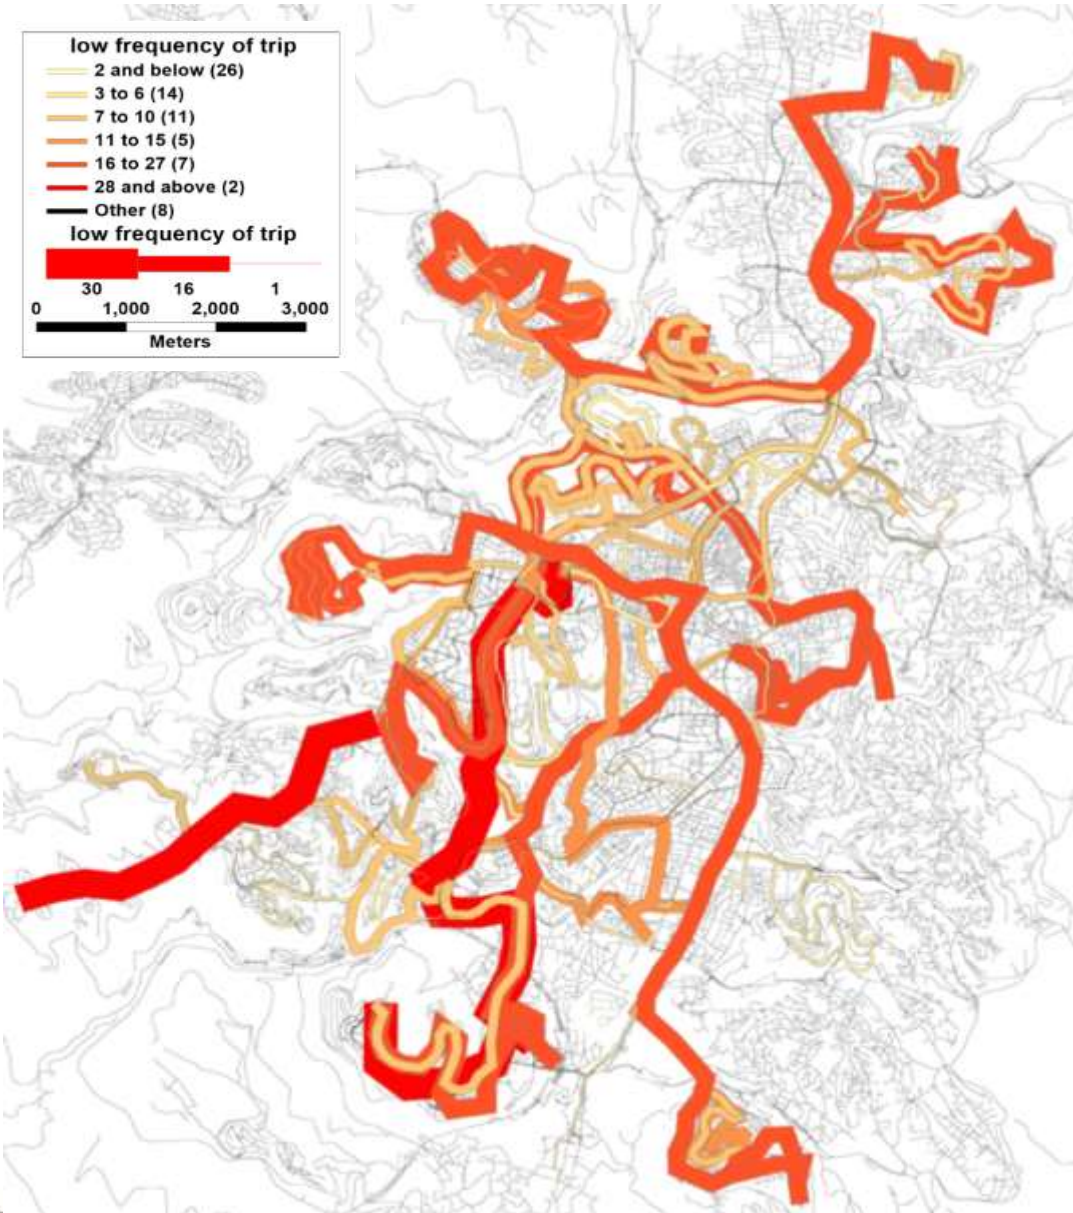 low frequency of trip
2 and below (26)
3 to 6 (14)
7 to 10 (11)
11 to 15 (5)
16 to 27 (7)
28 and above (2)
Other (8)
low frequency of trip
30 16 1
0 1,000 2,000 3,000
Meters